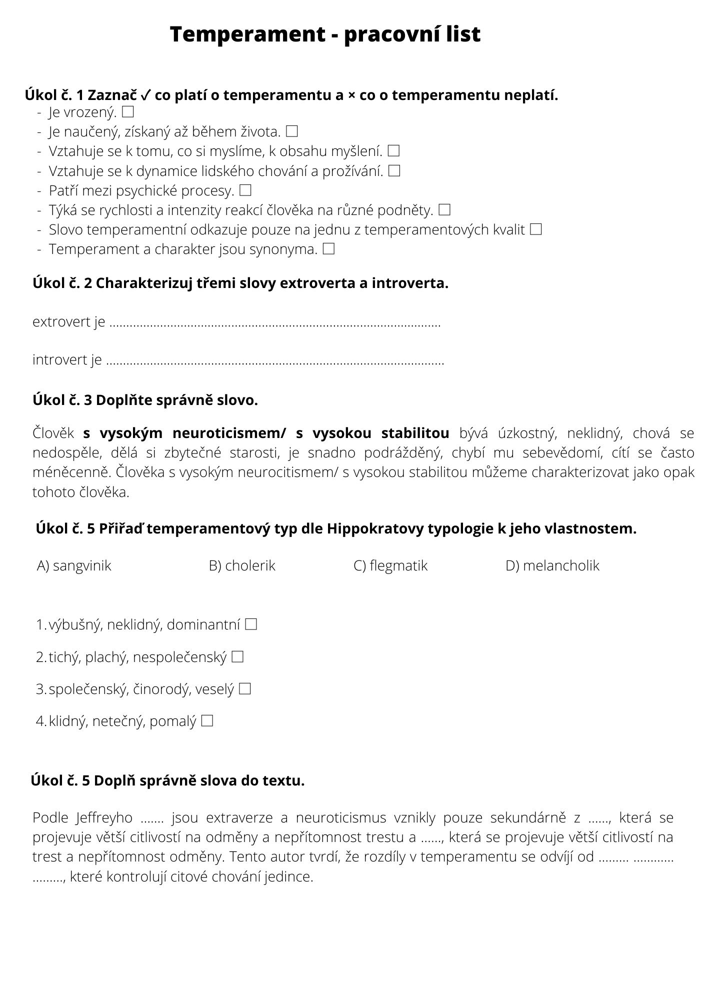 Temperament - pracovní list
Úkol č. 1 Zaznač ✓ co platí o temperamentu a × co o temperamentu neplatí.
- Je vrozený. ☐
- Je naučený, získaný až během života. ☐
- Vztahuje se k tomu, co si myslíme, k obsahu myšlení. ☐
- Vztahuje se k dynamice lidského chování a prožívání. ☐
- Patří mezi psychické procesy. ☐
- Týká se rychlosti a intenzity reakcí člověka na různé podněty. ☐
- Slovo temperamentní odkazuje pouze na jednu z temperamentových kvalit ☐
- Temperament a charakter jsou synonyma. ☐
Úkol č. 2 Charakterizuj třemi slovy extroverta a introverta.
extrovert je ..................................................................................................
introvert je ....................................................................................................
Úkol č. 3 Doplňte správně slovo.
Člověk s vysokým neuroticismem/ s vysokou stabilitou bývá úzkostný, neklidný, chová se
nedospěle, dělá si zbytečné starosti, je snadno podrážděný, chybí mu sebevědomí, cítí se často
méněcenně. Člověka s vysokým neurocitismem/ s vysokou stabilitou můžeme charakterizovat jako opak
tohoto člověka.
Úkol č. 5 Přiřaď temperamentový typ dle Hippokratovy typologie k jeho vlastnostem.
A) sangvinik B) cholerik C) flegmatik D) melancholik
1. výbušný, neklidný, dominantní ☐
2. tichý, plachý, nespolečenský ☐
3. společenský, činorodý, veselý ☐
4. klidný, netečný, pomalý ☐
Úkol č. 5 Doplň správně slova do textu.
Podle Jeffreyho ....... jsou extraverze a neuroticismus vznikly pouze sekundárně z ......, která se
projevuje větší citlivostí na odměny a nepřítomnost trestu a ......, která se projevuje větší citlivostí na
trest a nepřítomnost odměny. Tento autor tvrdí, že rozdíly v temperamentu se odvíjí od ......... ............
........., které kontrolují citové chování jedince.